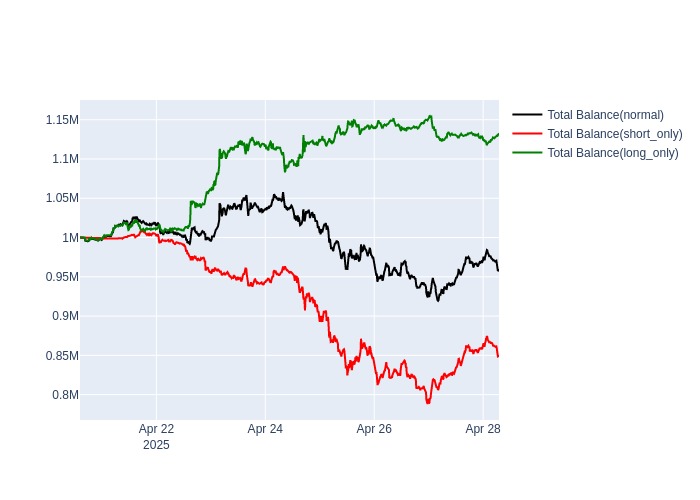 1.15M
1.1M
1.05M
1M
0.95M
0.9M
0.85M
0.8M
Apr 22
2025
Apr 24
Apr 26
Apr 28
Total Balance(normal)
Total Balance(short_only)
Total Balance(long_only)